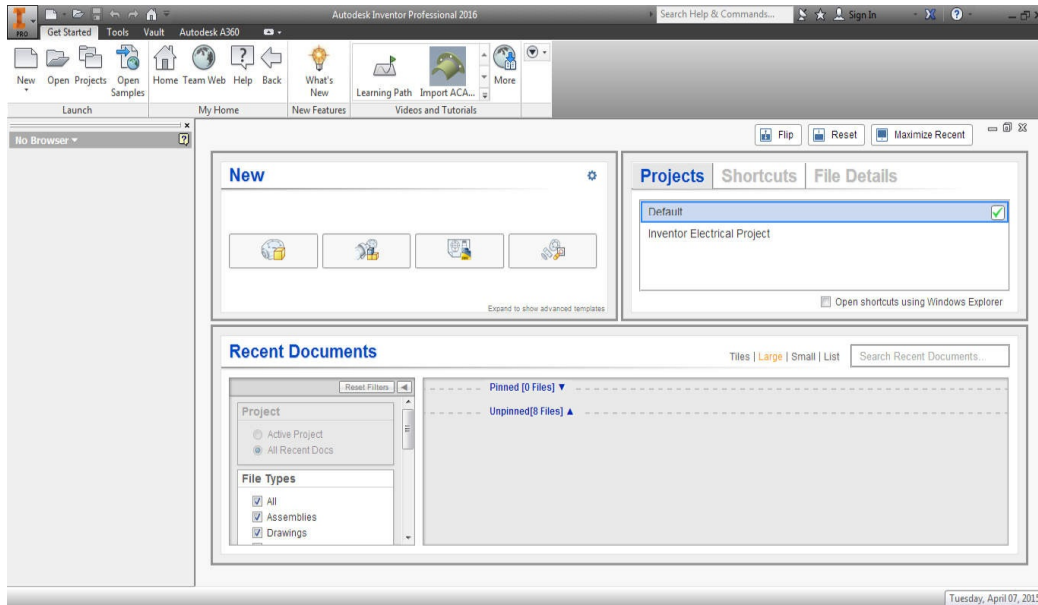 Autodesk Inventor Professional 2016
Search Help & Commands...
Sign In
PRO
Get Started Tools Vault Autodesk A360
New Open Projects Open Samples
Home Team Web Help Back
What's New
Learning Path Import ACA... More
Launch My Home New Features Videos and Tutorials
No Browser
Flip Reset Maximize Recent
New
Expand to show advanced templates
Projects Shortcuts File Details
Default
Inventor Electrical Project
Open shortcuts using Windows Explorer
Recent Documents
Tiles | Large | Small | List Search Recent Documents...
Reset Filters
Project
Active Project
All Recent Docs
File Types
All
Assemblies
Drawings
Pinned [0 Files] ▼
Unpinned[8 Files] ▲
Tuesday, April 07, 2015